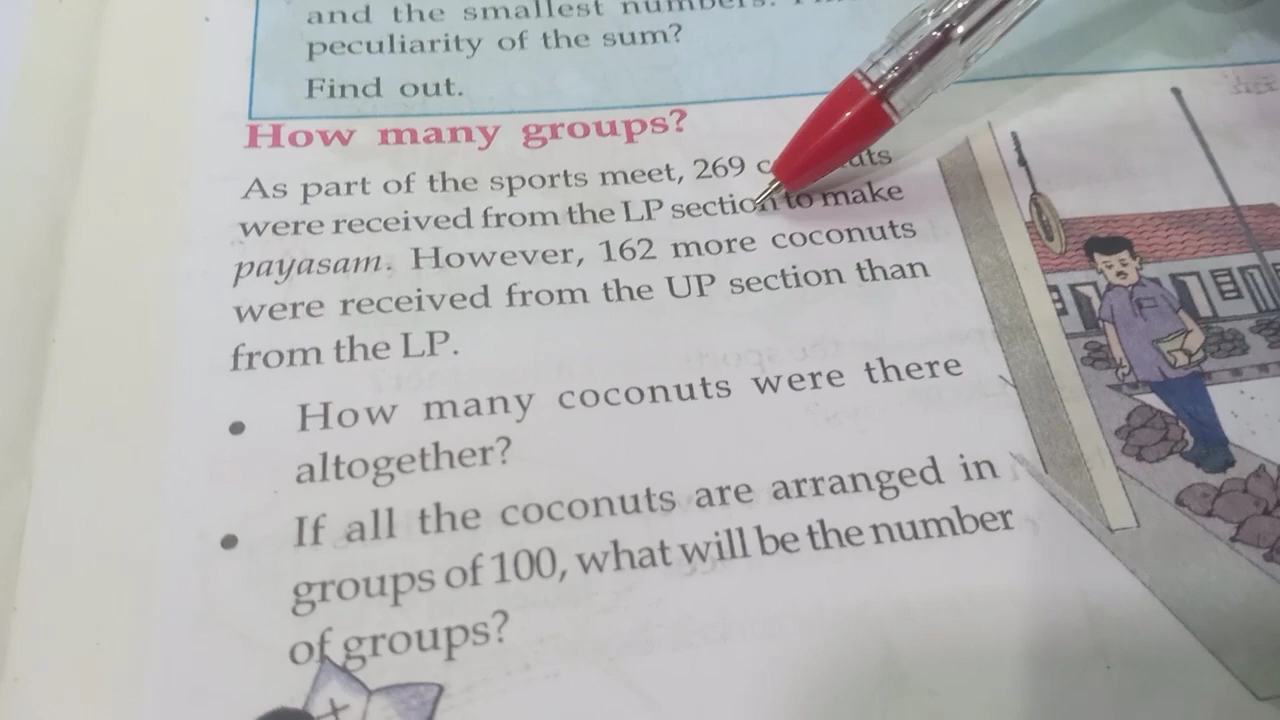 and the smallest numbers.
peculiarity of the sum?
Find out.
How many groups?
As part of the sports meet, 269
were received from the LP section to make
payasam. However, 162 more coconuts
were received from the UP section than
from the LP.
• How many coconuts were there
altogether?
• If all the coconuts are arranged in
groups of 100, what will be the number
of groups?
+